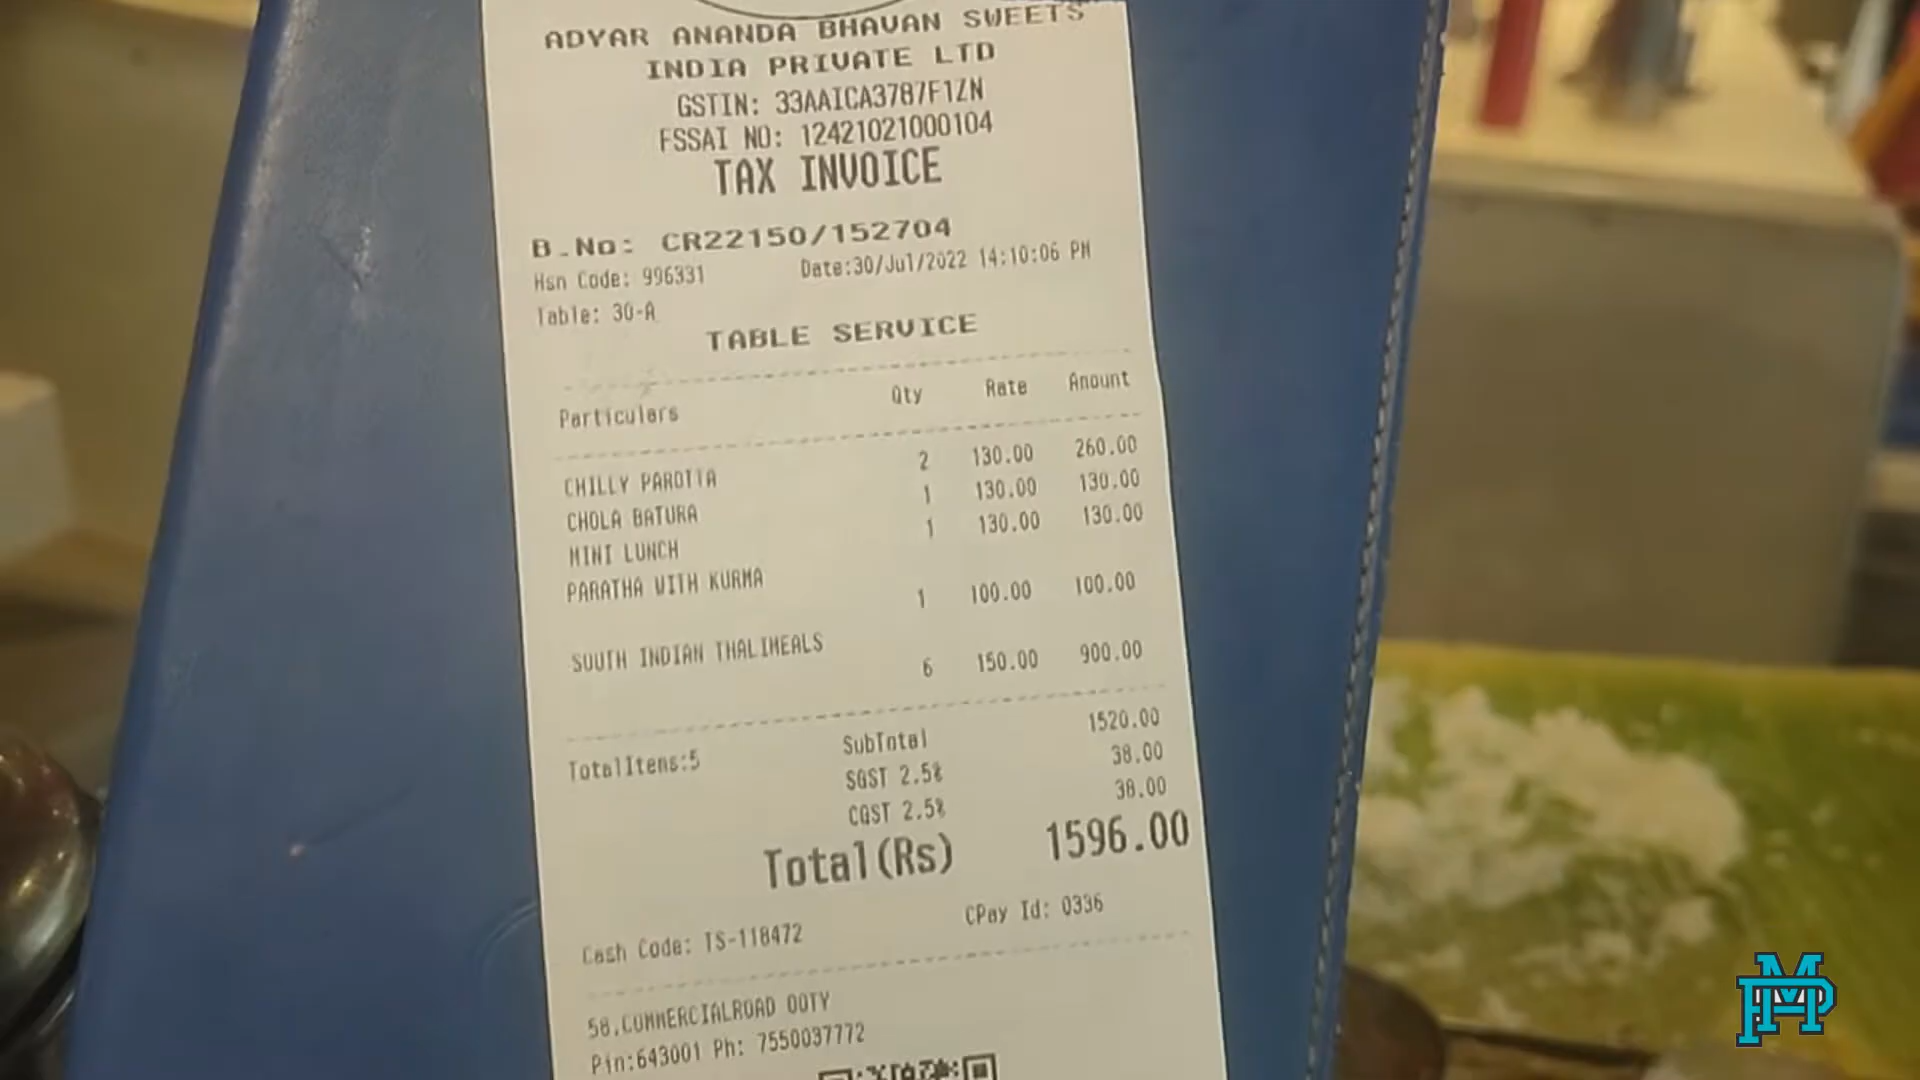 ADYAR ANANDA BHAVAN SWEETS
INDIA PRIVATE LTD
GSTIN: 33AAICA3787F1ZN
FSSAI NO: 12421021000104
TAX INVOICE
B.No: CR22150/152704
Hsn Code: 996331 Date:30/Jul/2022 14:10:06 PM
Table: 30-A
TABLE SERVICE
Particulars Qty Rate Amount
CHILLY PAROTTA 2 130.00 260.00
CHOLA BATURA 1 130.00 130.00
MINI LUNCH 1 130.00 130.00
PARATHA WITH KURMA
1 100.00 100.00
SOUTH INDIAN THALIMEALS
6 150.00 900.00
TotalItems:5 SubTotal 1520.00
SGST 2.5% 38.00
CGST 2.5% 38.00
Total(Rs) 1596.00
Cash Code: TS-118472 CPay Id: 0336
58,COMMERCIALROAD OOTY
Pin:643001 Ph: 7550037772
MP